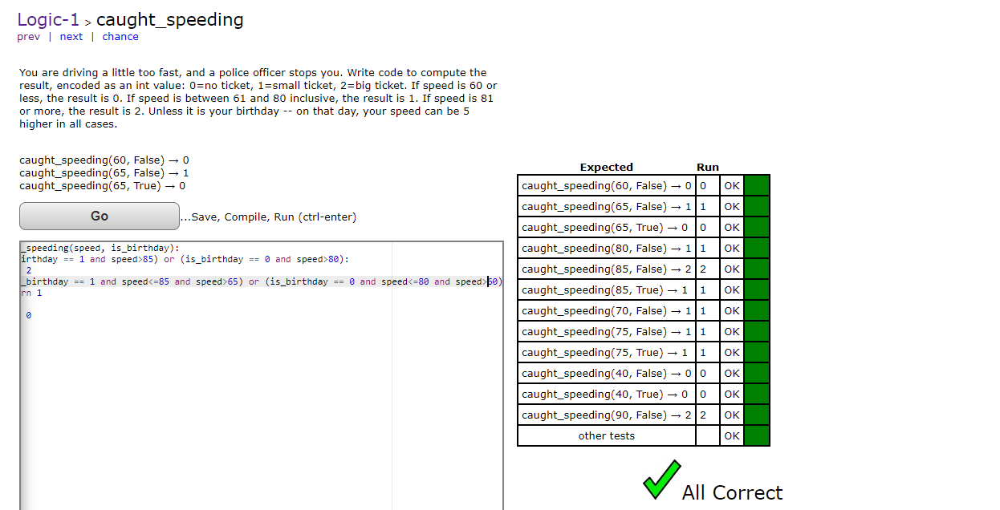 Logic-1 > caught_speeding
prev | next | chance
You are driving a little too fast, and a police officer stops you. Write code to compute the
result, encoded as an int value: 0=no ticket, 1=small ticket, 2=big ticket. If speed is 60 or
less, the result is 0. If speed is between 61 and 80 inclusive, the result is 1. If speed is 81
or more, the result is 2. Unless it is your birthday -- on that day, your speed can be 5
higher in all cases.
caught_speeding(60, False) → 0
caught_speeding(65, False) → 1
caught_speeding(65, True) → 0
Go ...Save, Compile, Run (ctrl-enter)
_speeding(speed, is_birthday):
irthday == 1 and speed>85) or (is_birthday == 0 and speed>80):
2
_birthday == 1 and speed<=85 and speed>65) or (is_birthday == 0 and speed<=80 and speed>60)
rn 1
0
Expected Run
caught_speeding(60, False) → 0 0 OK
caught_speeding(65, False) → 1 1 OK
caught_speeding(65, True) → 0 0 OK
caught_speeding(80, False) → 1 1 OK
caught_speeding(85, False) → 2 2 OK
caught_speeding(85, True) → 1 1 OK
caught_speeding(70, False) → 1 1 OK
caught_speeding(75, False) → 1 1 OK
caught_speeding(75, True) → 1 1 OK
caught_speeding(40, False) → 0 0 OK
caught_speeding(40, True) → 0 0 OK
caught_speeding(90, False) → 2 2 OK
other tests OK
All Correct